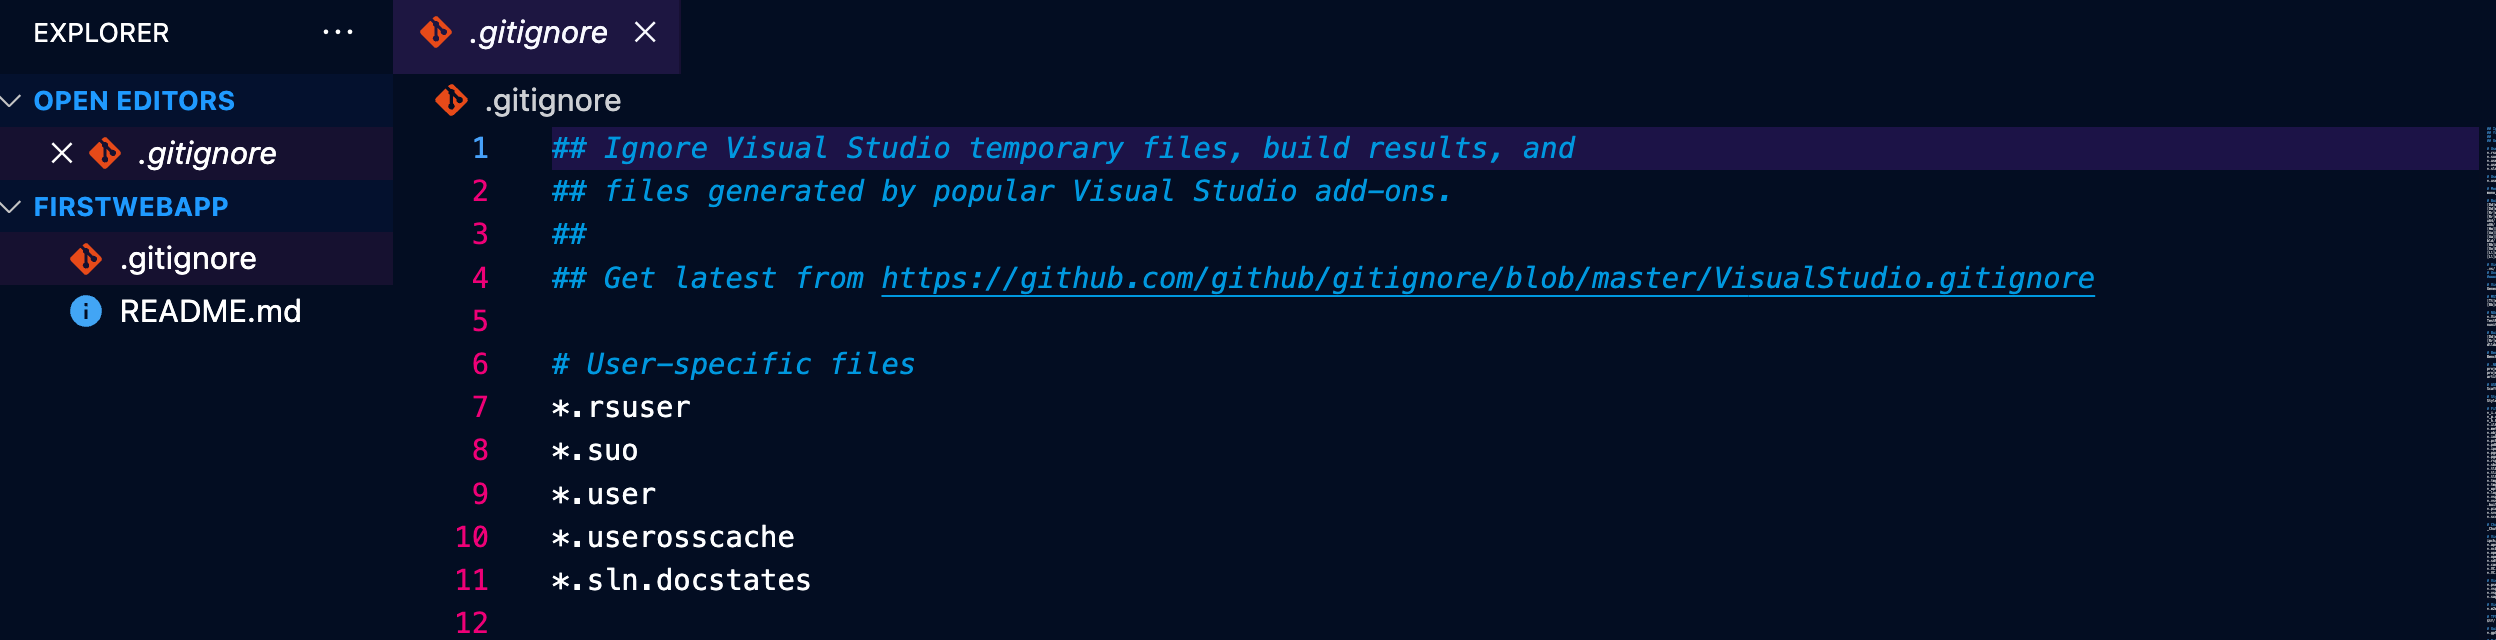 EXPLORER
.gitignore
OPEN EDITORS
.gitignore
FIRSTWEBAPP
.gitignore
README.md
.gitignore
1 ## Ignore Visual Studio temporary files, build results, and
2 ## files generated by popular Visual Studio add-ons.
3 ##
4 ## Get latest from https://github.com/github/gitignore/blob/master/VisualStudio.gitignore
5
6 # User-specific files
7 *.rsuser
8 *.suo
9 *.user
10 *.userosscache
11 *.sln.docstates
12